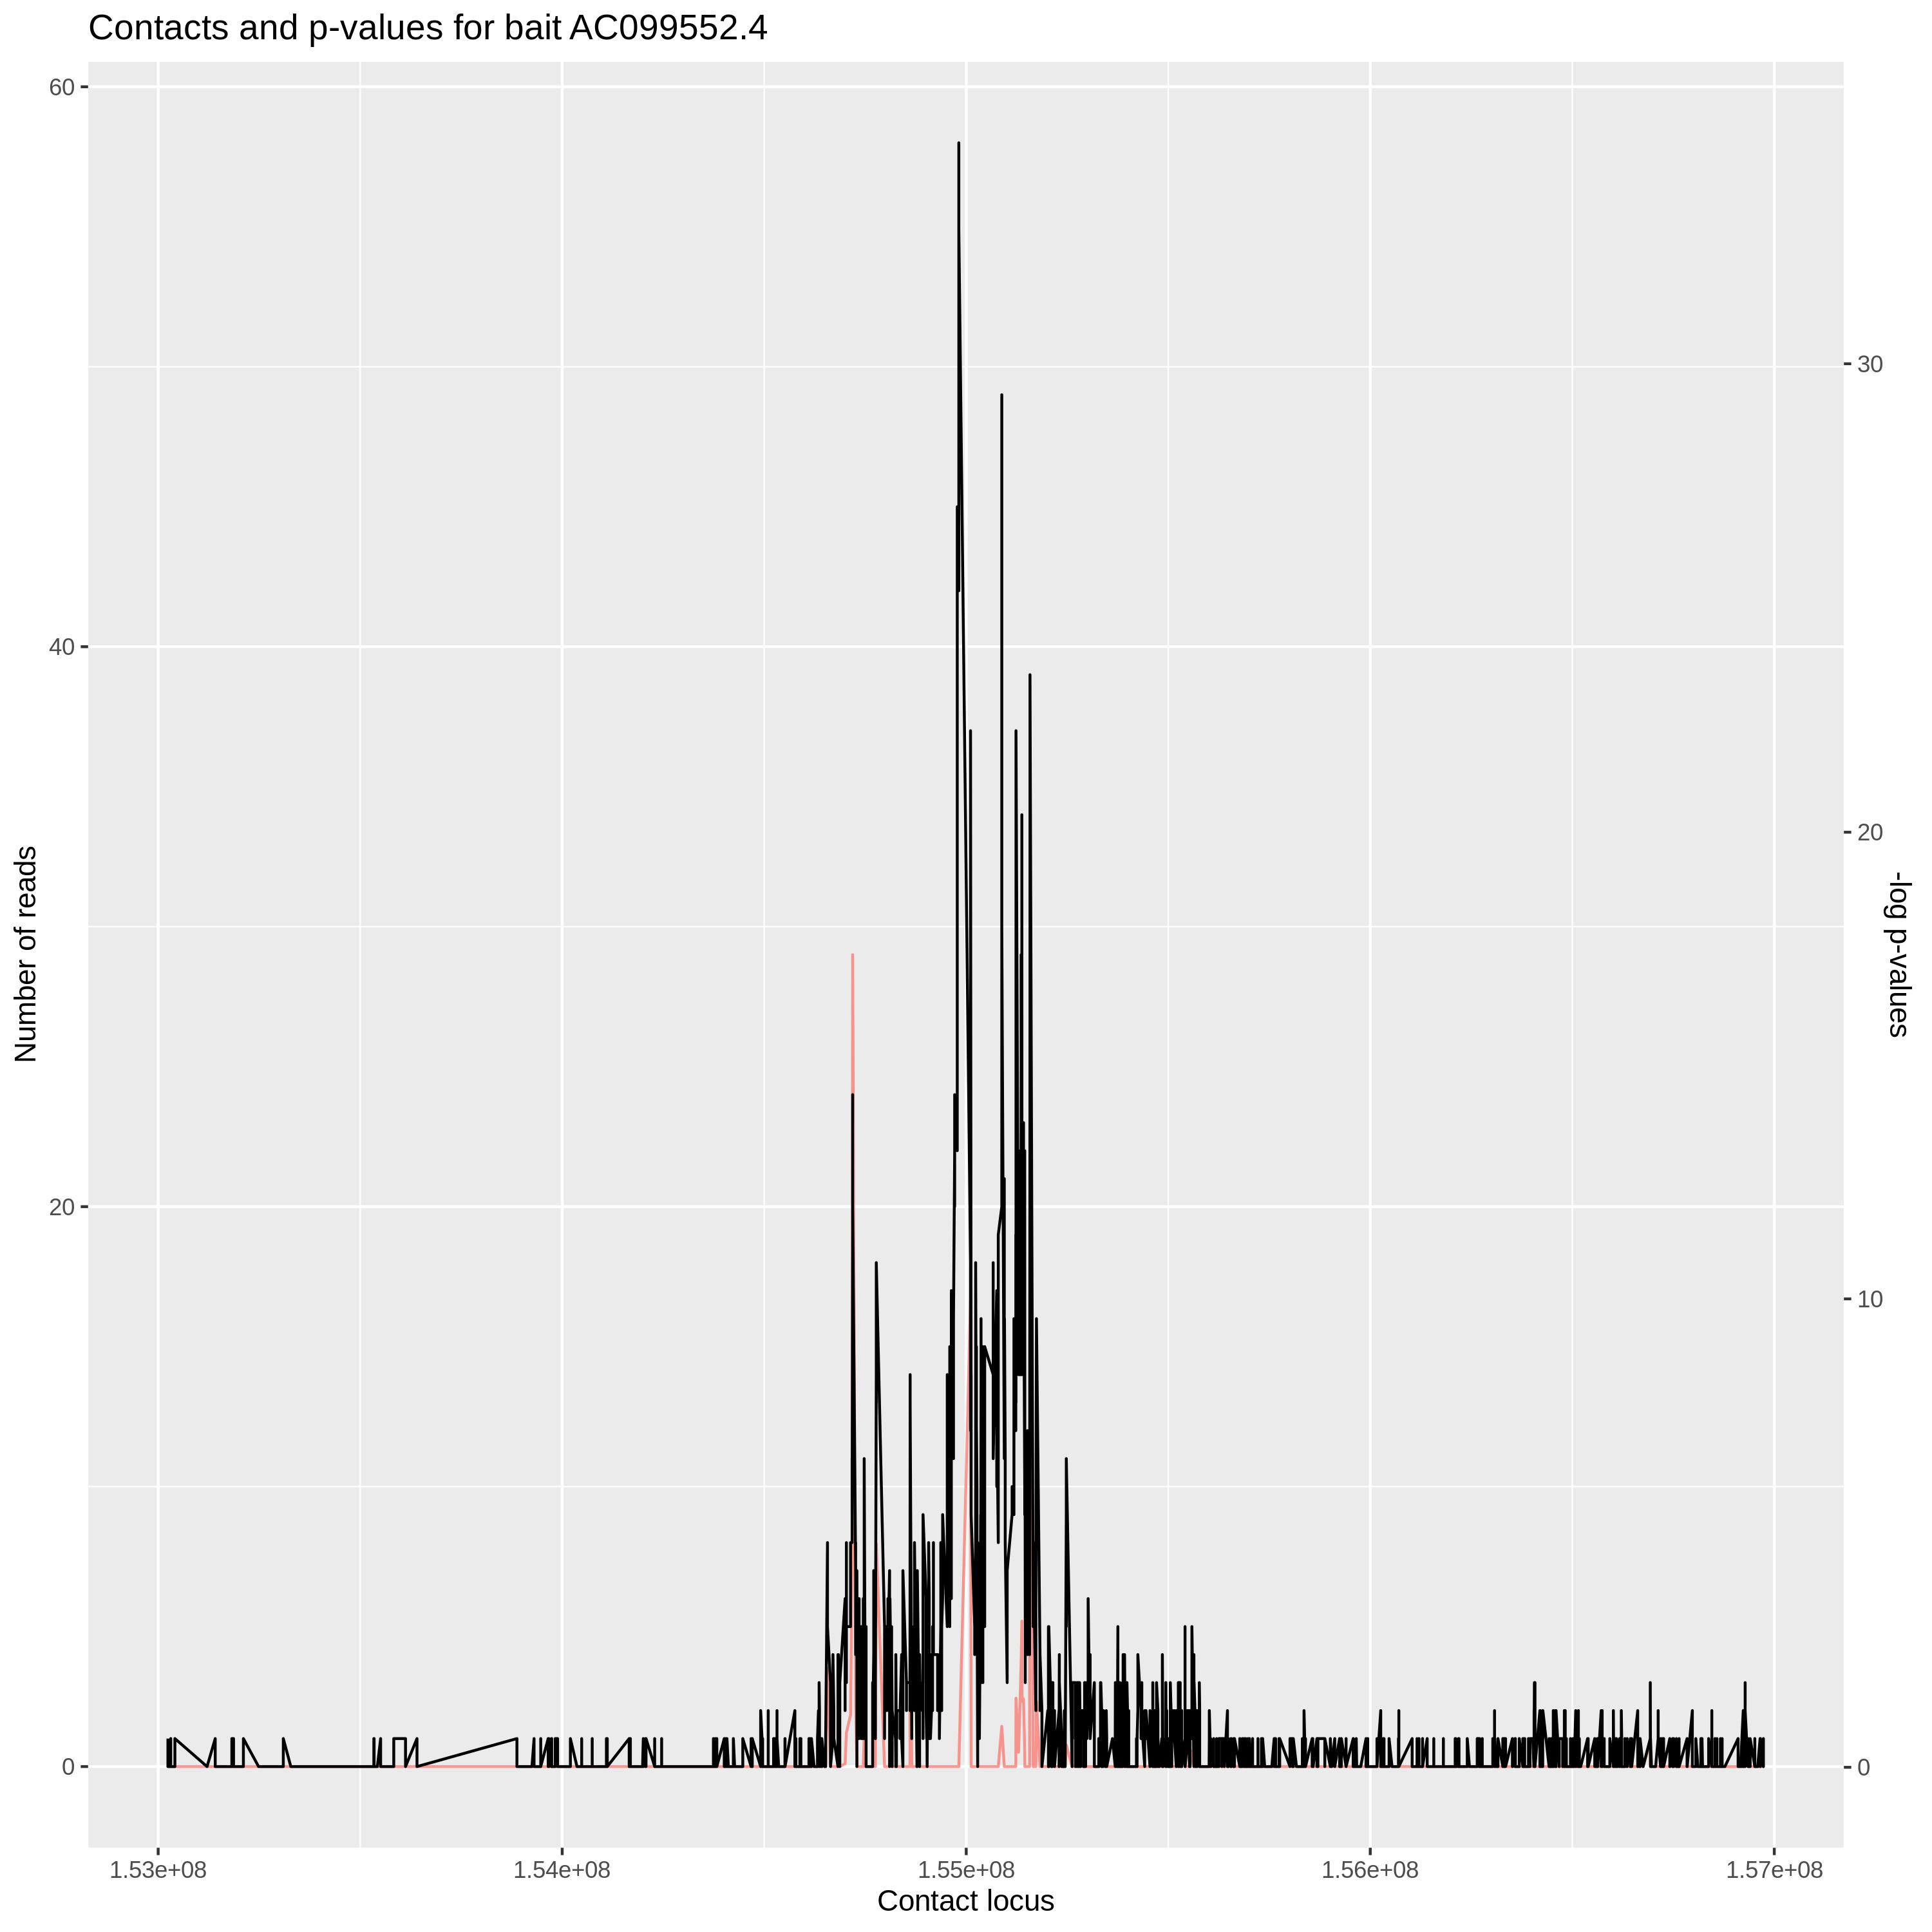 Contacts and p-values for bait AC099552.4
60
40
20
0
Number of reads
30
20
10
0
-log p-values
1.53e+08
1.54e+08
1.55e+08
1.56e+08
1.57e+08
Contact locus